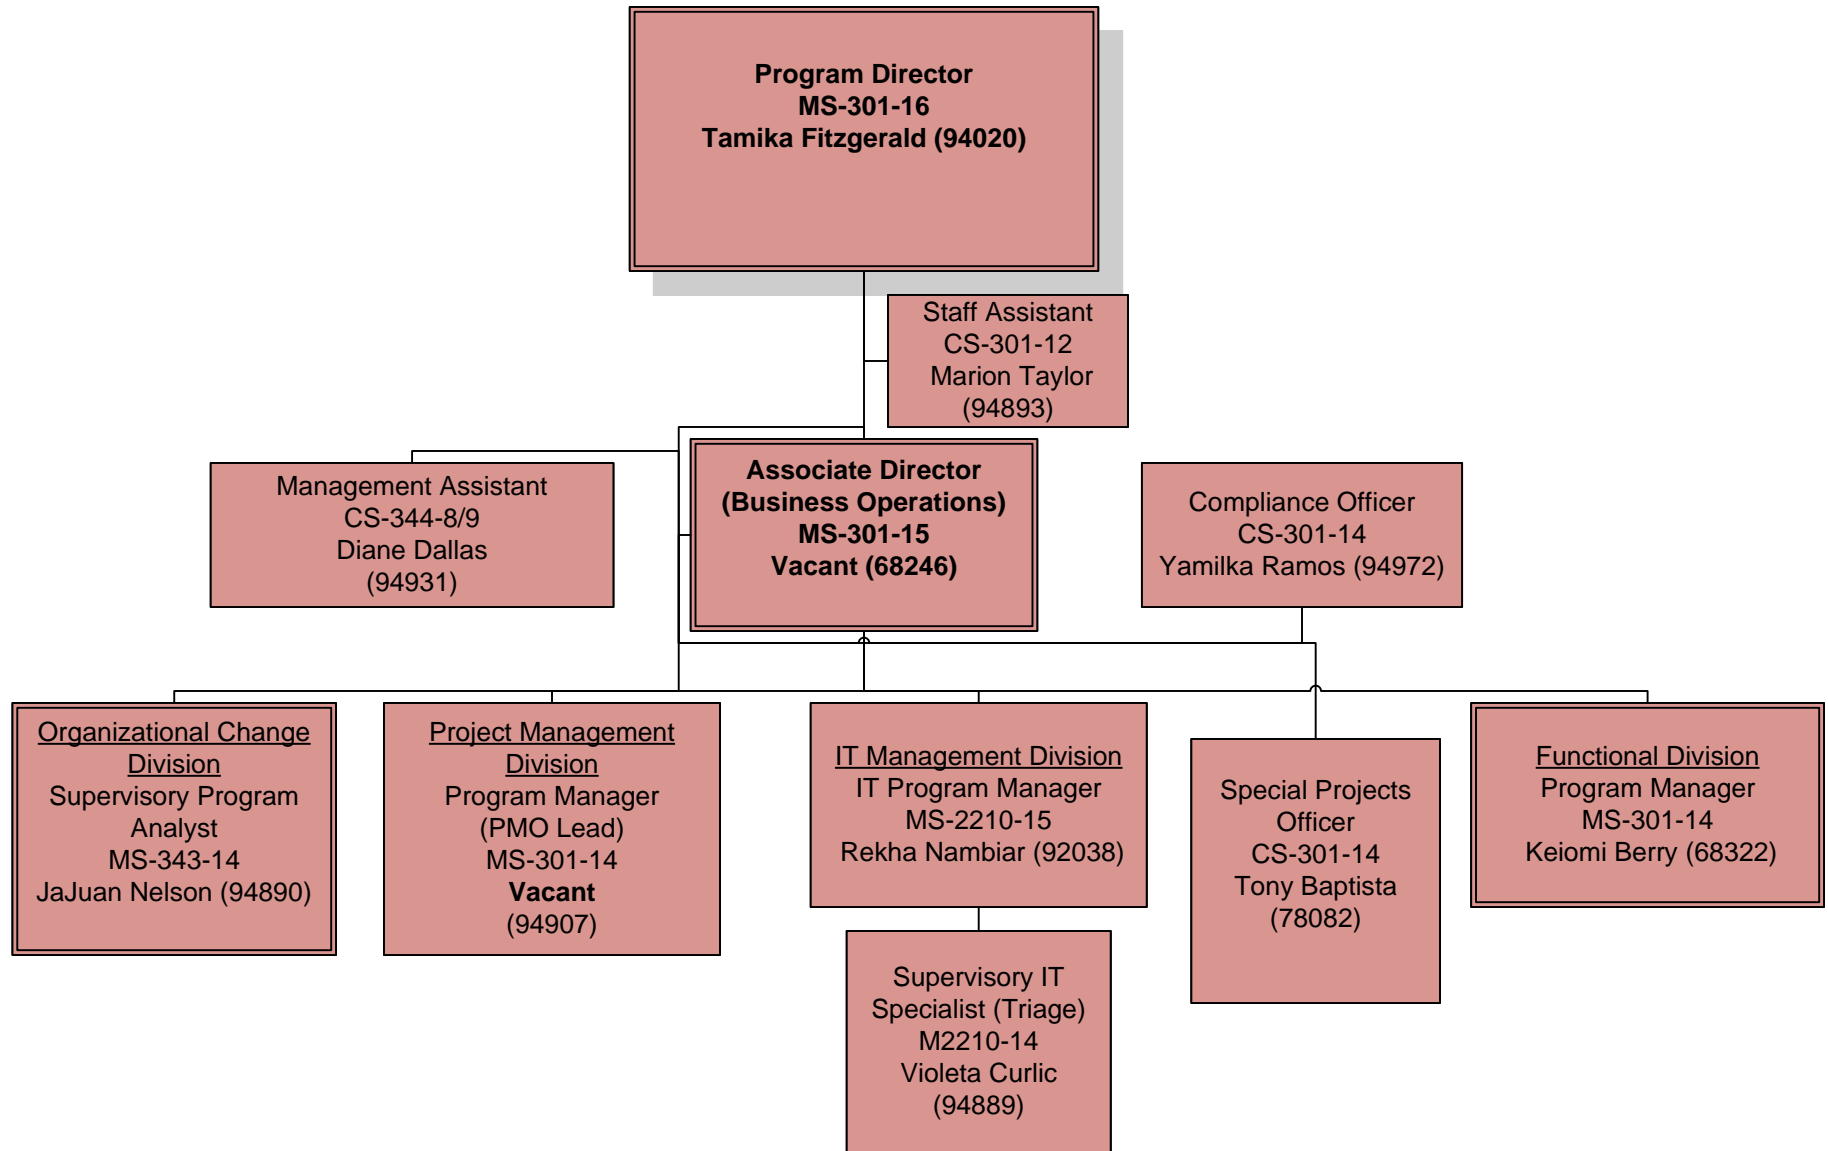 Program Director
MS-301-16
Tamika Fitzgerald (94020)
Staff Assistant
CS-301-12
Marion Taylor
(94893)
Management Assistant
CS-344-8/9
Diane Dallas
(94931)
Associate Director
(Business Operations)
MS-301-15
Vacant (68246)
Compliance Officer
CS-301-14
Yamilka Ramos (94972)
Organizational Change
Division
Supervisory Program
Analyst
MS-343-14
JaJuan Nelson (94890)
Project Management
Division
Program Manager
(PMO Lead)
MS-301-14
Vacant
(94907)
IT Management Division
IT Program Manager
MS-2210-15
Rekha Nambiar (92038)
Special Projects
Officer
CS-301-14
Tony Baptista
(78082)
Functional Division
Program Manager
MS-301-14
Keiomi Berry (68322)
Supervisory IT
Specialist (Triage)
M2210-14
Violeta Curlic
(94889)